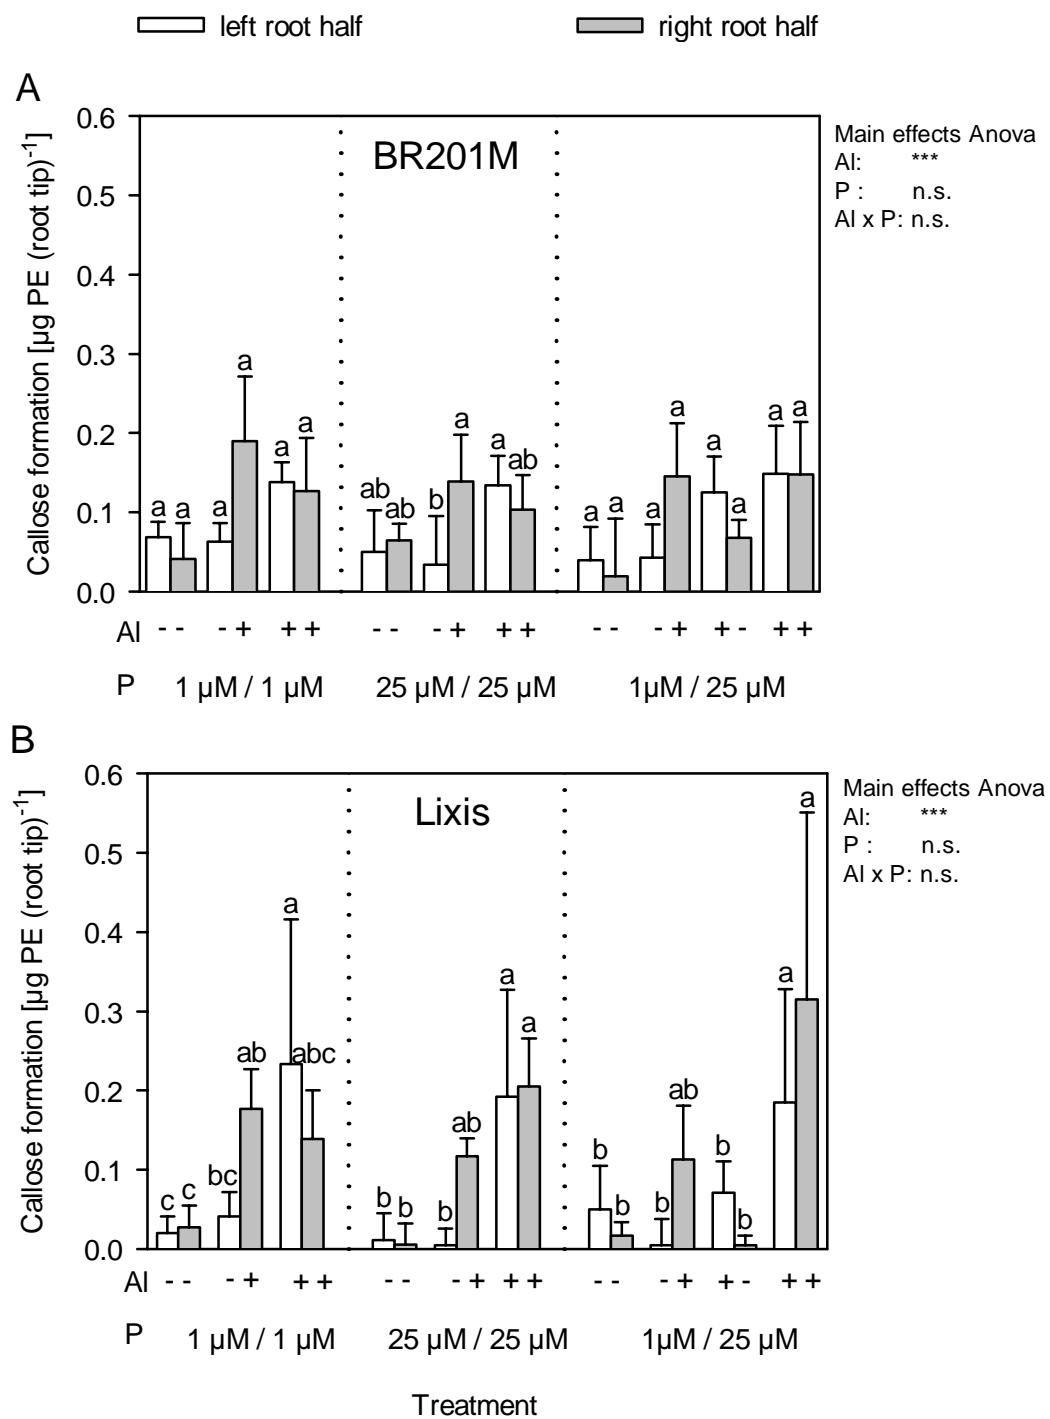 left root half right root half
A
Callose formation [µg PE (root tip)-1]
0.6
0.5
0.4
0.3
0.2
0.1
0.0
BR201M
Main effects Anova
Al: ***
P : n.s.
Al x P: n.s.
a a a a a a
ab ab b a a ab
a a a a a a a a
Al -- -+ ++ -- -+ ++ -- -+ +- ++
P 1 µM / 1 µM 25 µM / 25 µM 1µM / 25 µM
B
Callose formation [µg PE (root tip)-1]
0.6
0.5
0.4
0.3
0.2
0.1
0.0
Lixis
Main effects Anova
Al: ***
P : n.s.
Al x P: n.s.
c c bc ab a abc
b b b ab a a
b b b ab b b a a
Al -- -+ ++ -- -+ ++ -- -+ +- ++
P 1 µM / 1 µM 25 µM / 25 µM 1µM / 25 µM
Treatment